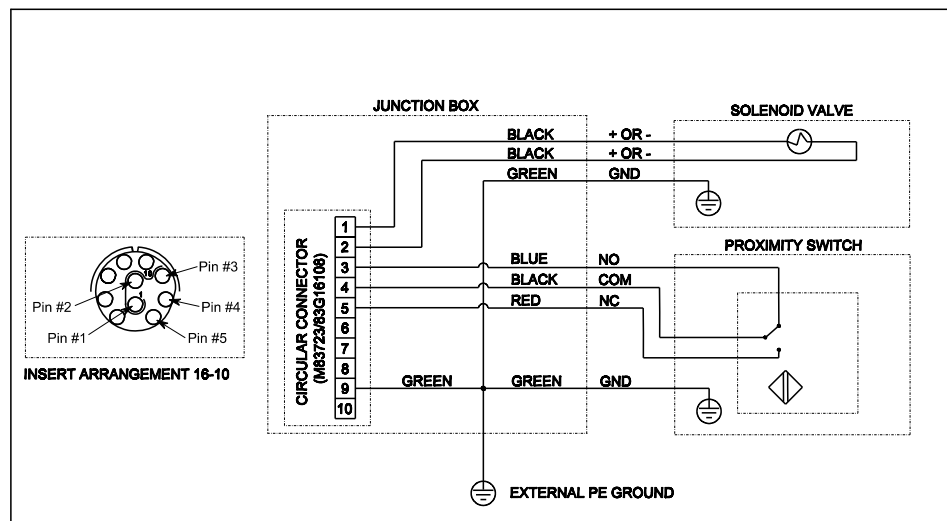 JUNCTION BOX
SOLENOID VALVE
BLACK + OR -
BLACK + OR -
GREEN GND
CIRCULAR CONNECTOR
(M83723/83G16108)
1
2
3
4
5
6
7
8
9
10
PROXIMITY SWITCH
BLUE NO
BLACK COM
RED NC
GREEN GREEN GND
10
1
Pin #3
Pin #2
Pin #4
Pin #1
Pin #5
INSERT ARRANGEMENT 16-10
EXTERNAL PE GROUND